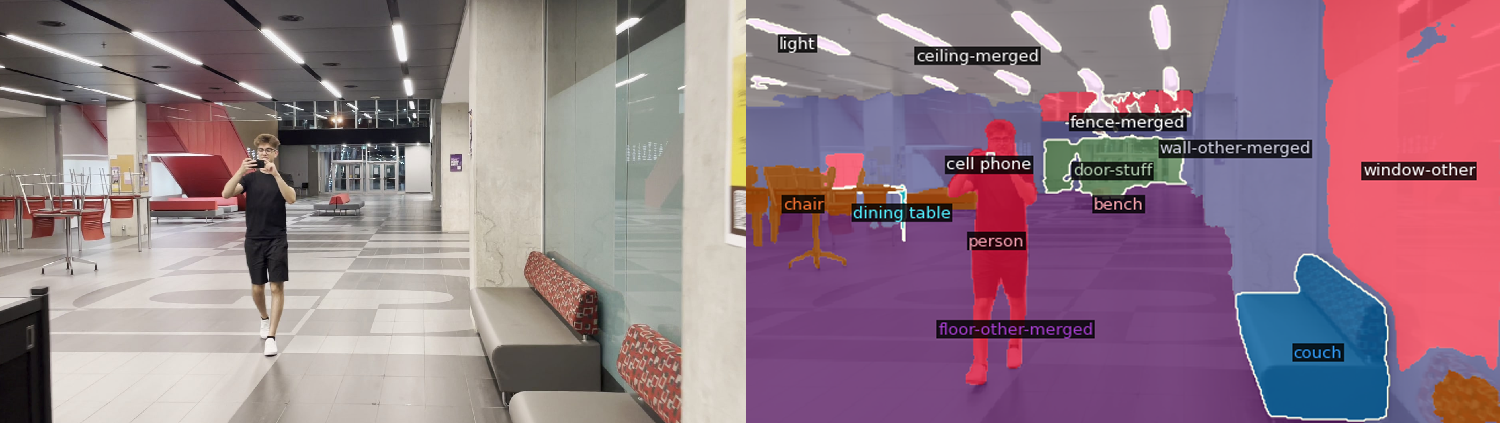 light
ceiling-merged
fence-merged
wall-other-merged
cell phone
door-stuff
window-other
chair
dining table
bench
person
floor-other-merged
couch